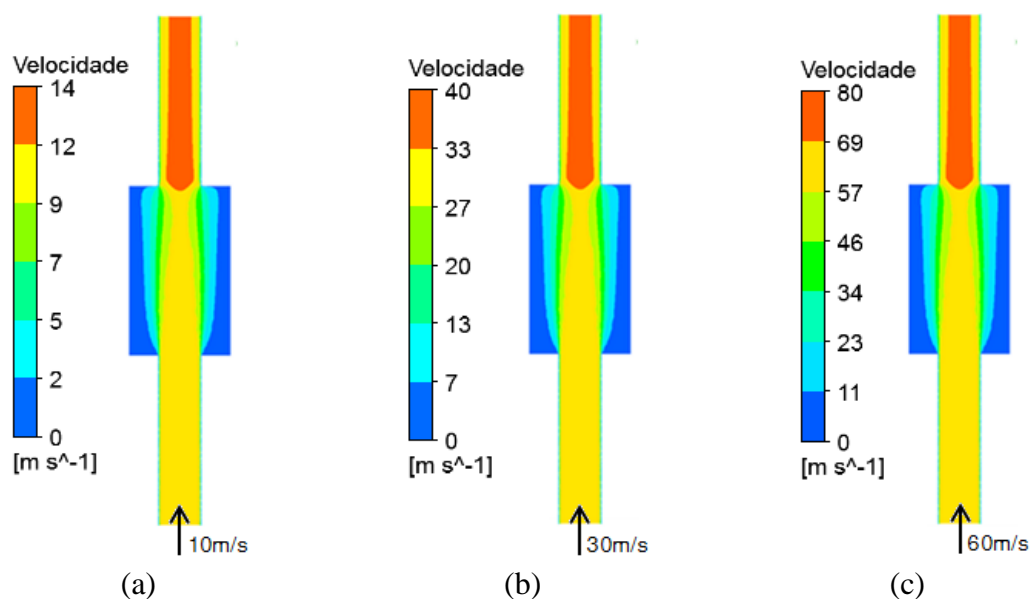 Velocidade
14
12
9
7
5
2
0
[m s^-1]
10m/s
(a)
Velocidade
40
33
27
20
13
7
0
[m s^-1]
30m/s
(b)
Velocidade
80
69
57
46
34
23
11
0
[m s^-1]
60m/s
(c)